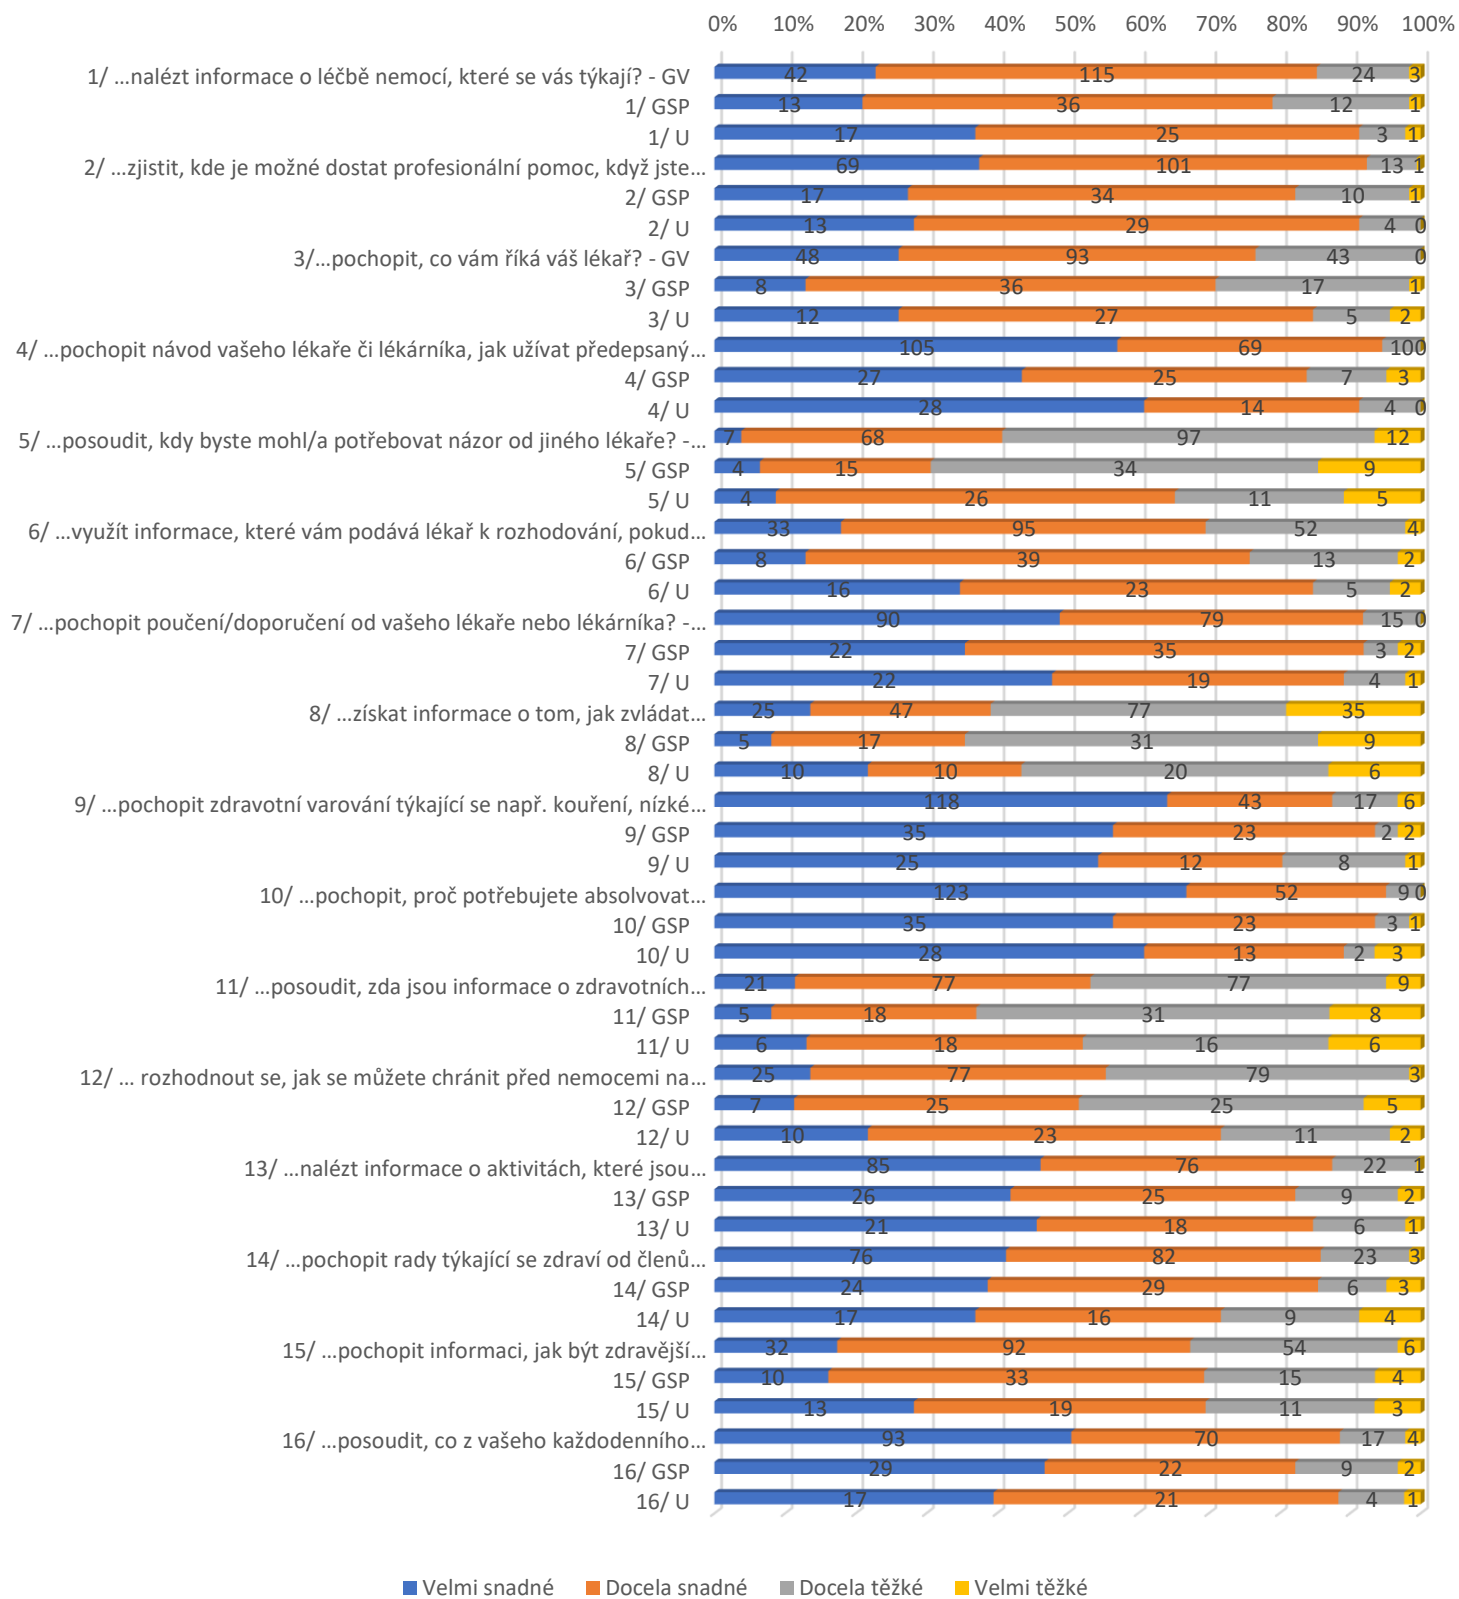 0% 10% 20% 30% 40% 50% 60% 70% 80% 90% 100%
1/ ...nalézt informace o léčbě nemocí, které se vás týkají? - GV 42 115 24 3
1/ GSP 13 36 12 1
1/ U 17 25 3 1
2/ ...zjistit, kde je možné dostat profesionální pomoc, když jste... 69 101 13 1
2/ GSP 17 34 10 1
2/ U 13 29 4 0
3/...pochopit, co vám říká váš lékař? - GV 48 93 43 0
3/ GSP 8 36 17 1
3/ U 12 27 5 2
4/ ...pochopit návod vašeho lékaře či lékárníka, jak užívat předepsaný... 105 69 10 0
4/ GSP 27 25 7 3
4/ U 28 14 4 0
5/ ...posoudit, kdy byste mohl/a potřebovat názor od jiného lékaře? -... 7 68 97 12
5/ GSP 4 15 34 9
5/ U 4 26 11 5
6/ ...využít informace, které vám podává lékař k rozhodování, pokud... 33 95 52 4
6/ GSP 8 39 13 2
6/ U 16 23 5 2
7/ ...pochopit poučení/doporučení od vašeho lékaře nebo lékárníka? -... 90 79 15 0
7/ GSP 22 35 3 2
7/ U 22 19 4 1
8/ ...získat informace o tom, jak zvládat... 25 47 77 35
8/ GSP 5 17 31 9
8/ U 10 10 20 6
9/ ...pochopit zdravotní varování týkající se např. kouření, nízké... 118 43 17 6
9/ GSP 35 23 2 2
9/ U 25 12 8 1
10/ ...pochopit, proč potřebujete absolvovat... 123 52 9 0
10/ GSP 35 23 3 1
10/ U 28 13 2 3
11/ ...posoudit, zda jsou informace o zdravotních... 21 77 77 9
11/ GSP 5 18 31 8
11/ U 6 18 16 6
12/ ... rozhodnout se, jak se můžete chránit před nemocemi na... 25 77 79 3
12/ GSP 7 25 25 5
12/ U 10 23 11 2
13/ ...nalézt informace o aktivitách, které jsou... 85 76 22 1
13/ GSP 26 25 9 2
13/ U 21 18 6 1
14/ ...pochopit rady týkající se zdraví od členů... 76 82 23 3
14/ GSP 24 29 6 3
14/ U 17 16 9 4
15/ ...pochopit informaci, jak být zdravější... 32 92 54 6
15/ GSP 10 33 15 4
15/ U 13 19 11 3
16/ ...posoudit, co z vašeho každodenního... 93 70 17 4
16/ GSP 29 22 9 2
16/ U 17 21 4 1
Velmi snadné Docela snadné Docela těžké Velmi těžké